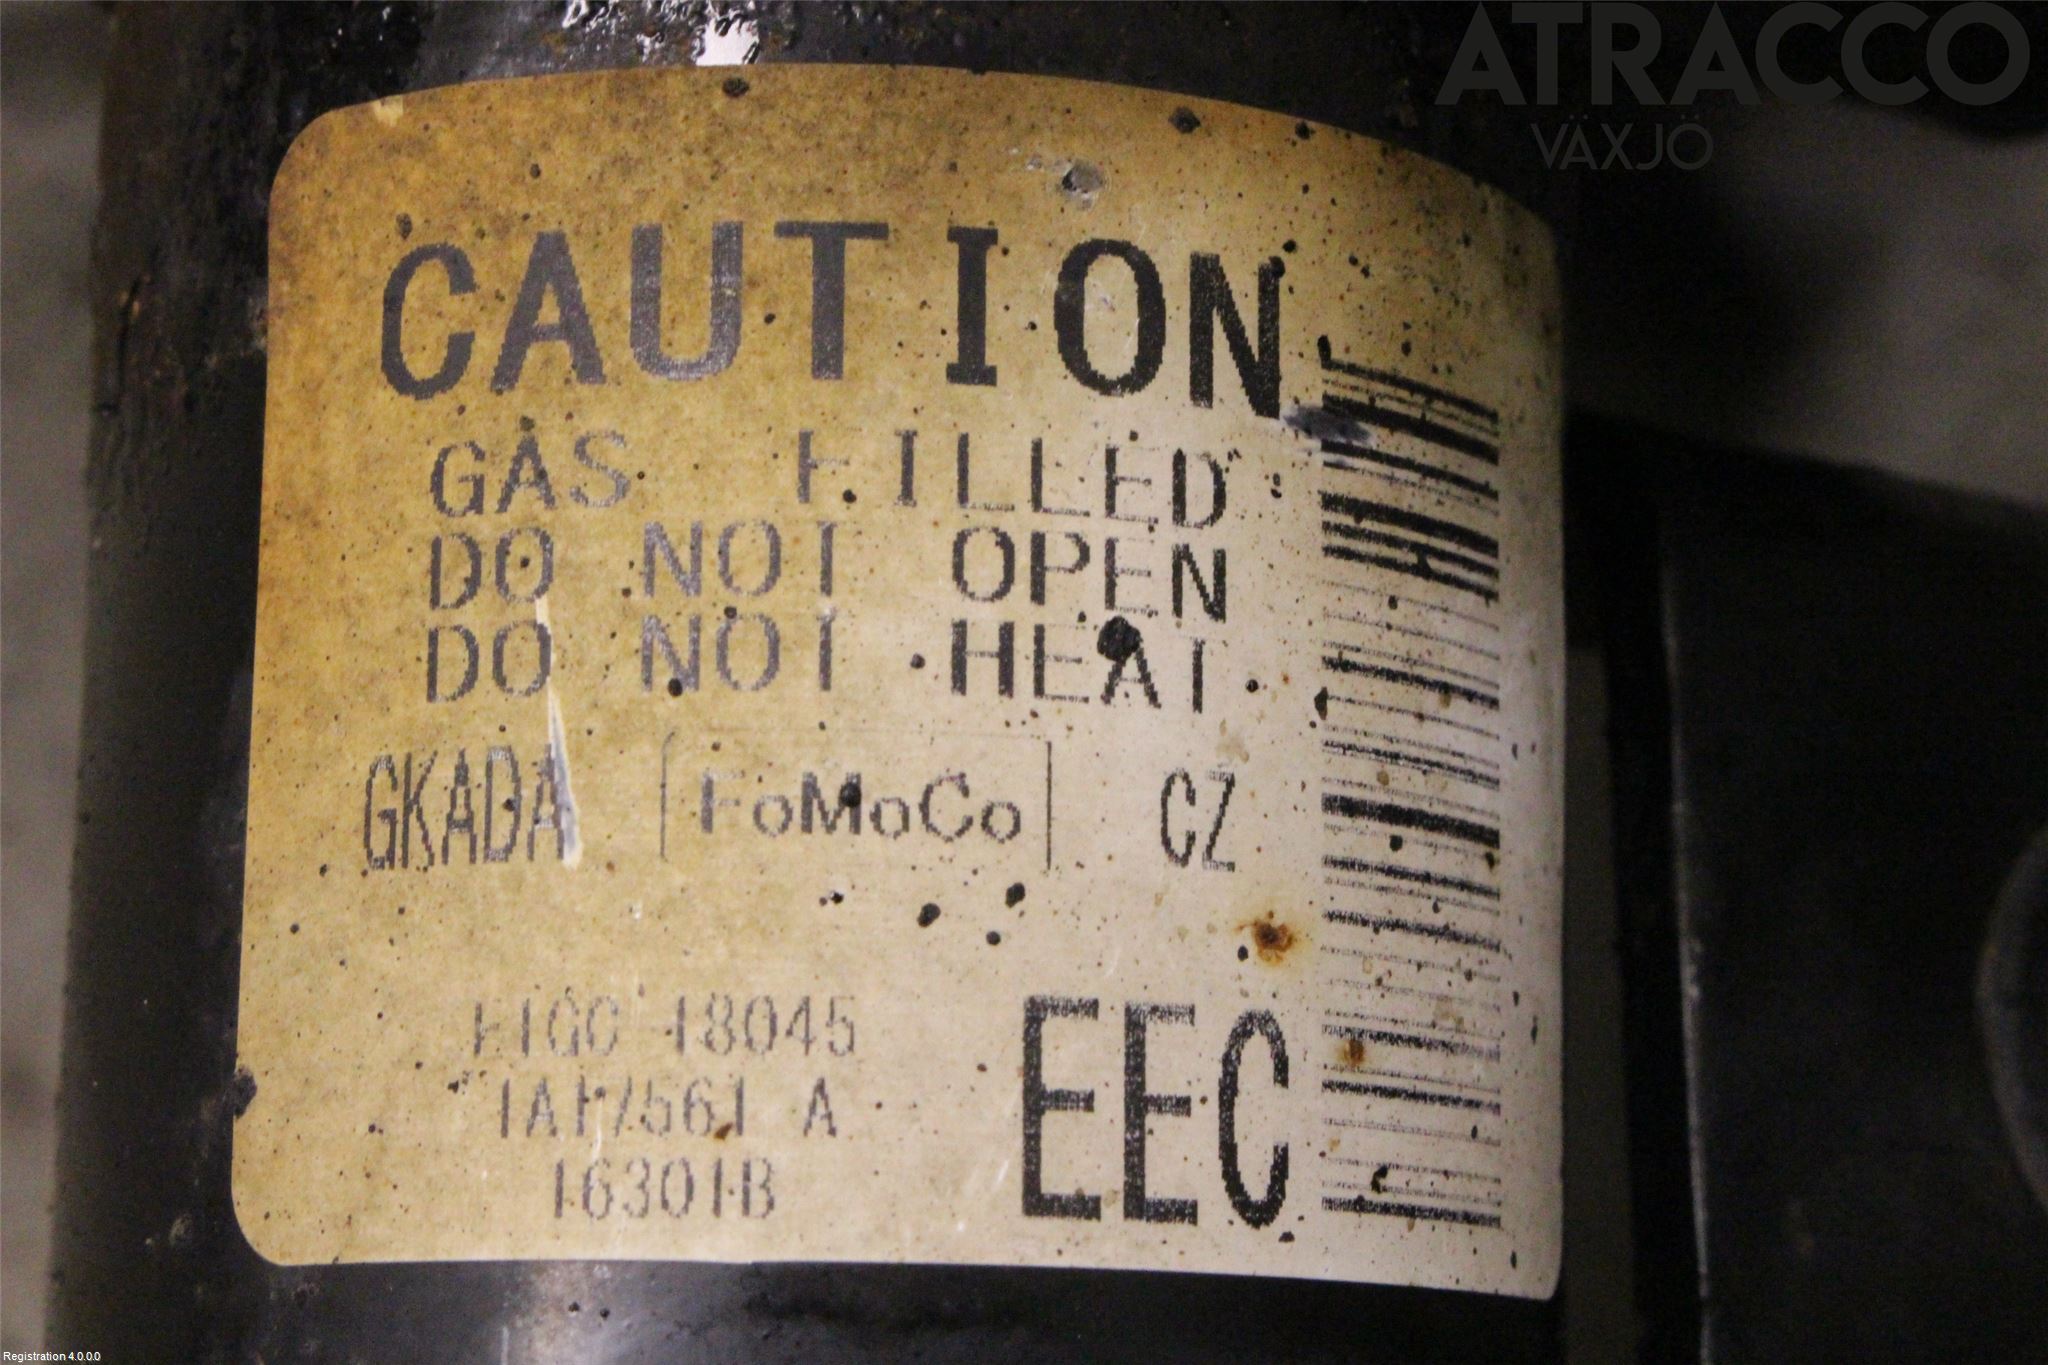 ATRACCO
VÄXJÖ
CAUTION
GAS FILLED
DO NOT OPEN
DO NOT HEAT
GKADA FoMoCo CZ
18045
A
16301B
EEC
Registration 4.0.0.0